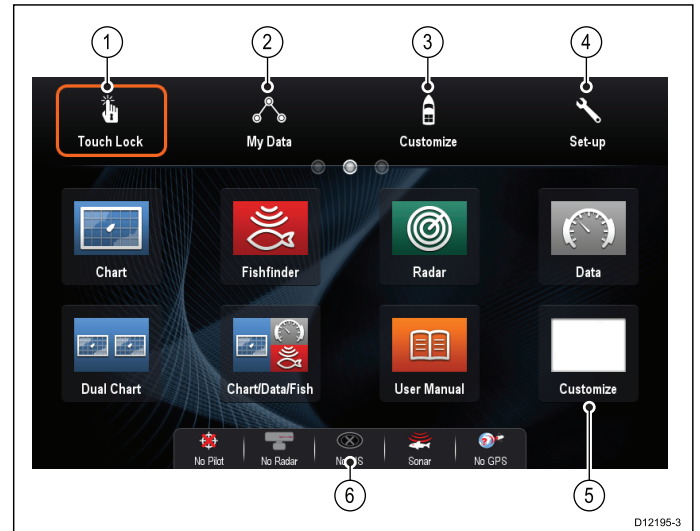 1 2 3 4
Touch Lock My Data Customize Set-up
Chart Fishfinder Radar Data
Dual Chart Chart/Data/Fish User Manual Customize
No Pilot No Radar Sonar No GPS
6 5
D12195-3